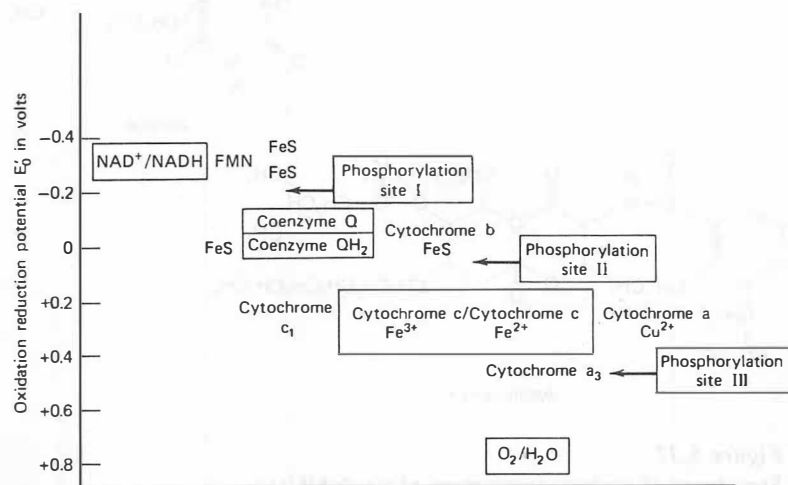 Oxidation reduction potential E₀′ in volts
−0.4
NAD⁺/NADH
FMN
FeS
FeS
Phosphorylation
site I
−0.2
Coenzyme Q
Coenzyme QH₂
FeS
0
Cytochrome b
FeS
Phosphorylation
site II
+0.2
Cytochrome
c₁
Cytochrome c/Cytochrome c
Fe³⁺ Fe²⁺
Cytochrome a
Cu²⁺
+0.4
Cytochrome a₃
Phosphorylation
site III
+0.6
O₂/H₂O
+0.8